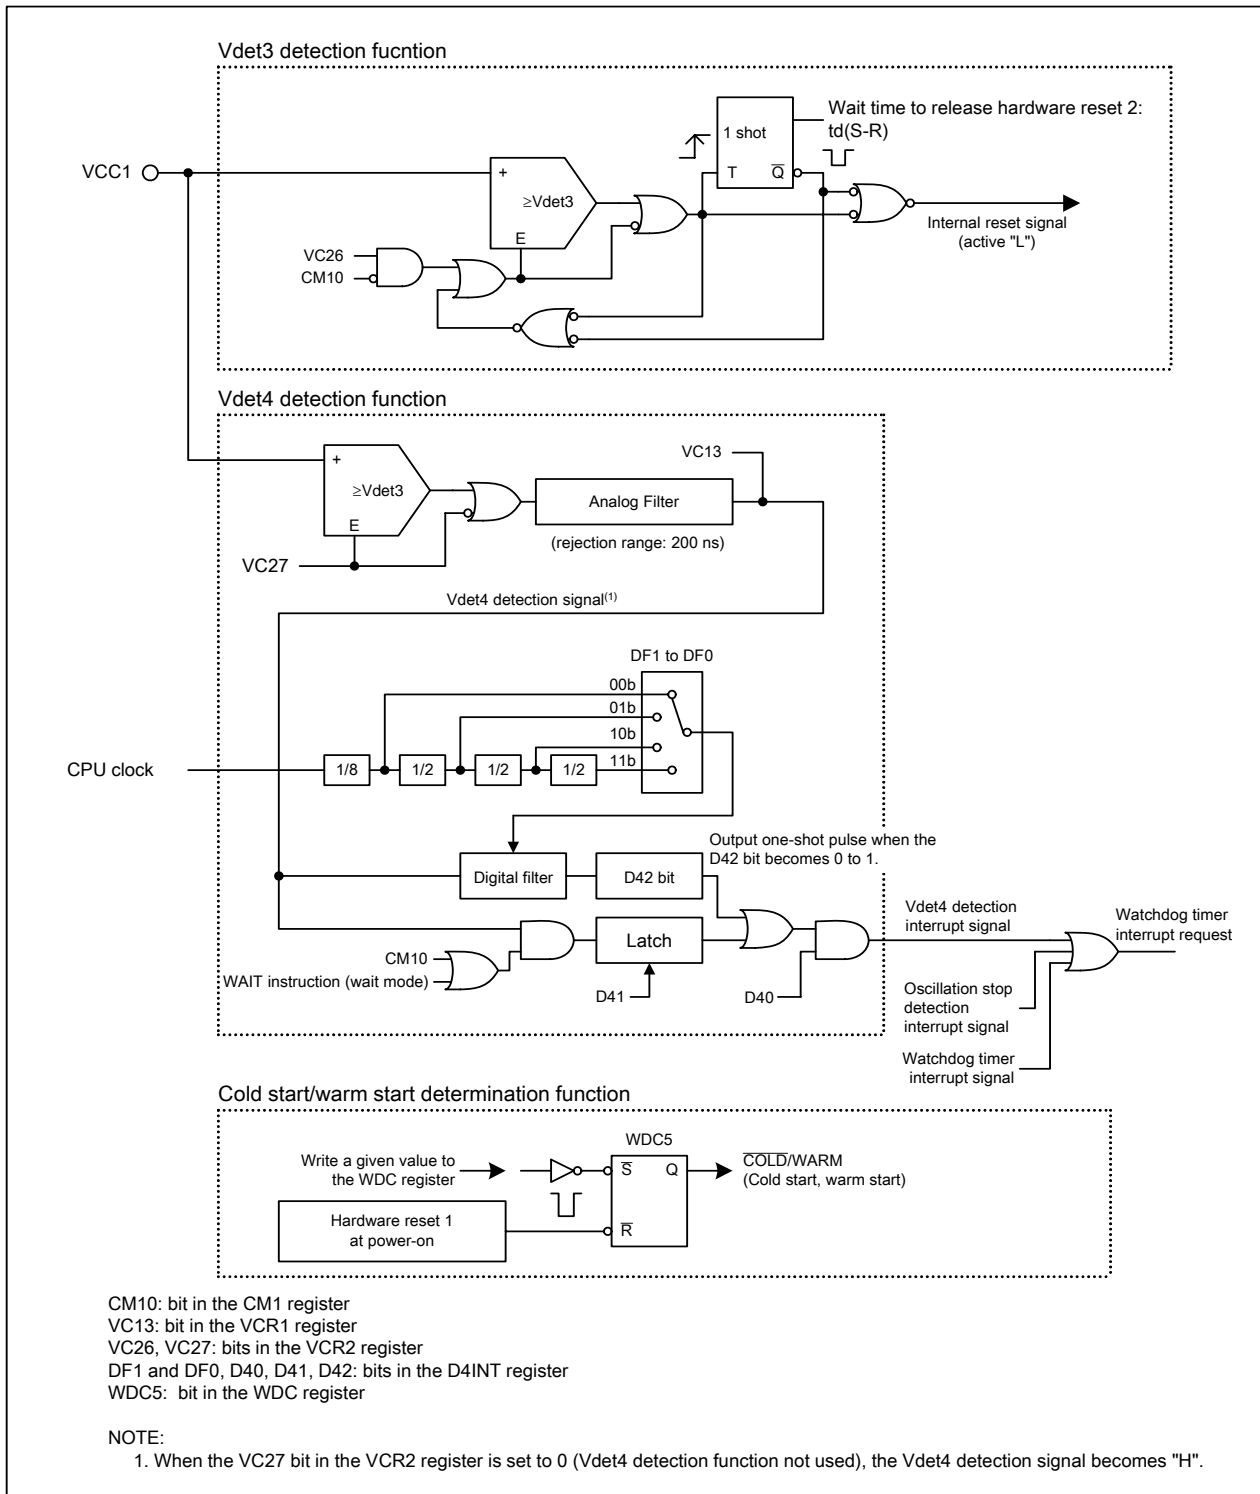 Vdet3 detection fucntion
Wait time to release hardware reset 2:
td(S-R)
1 shot
T
Q
VCC1
+
≥Vdet3
E
VC26
CM10
Internal reset signal
(active "L")
Vdet4 detection function
VC13
+
≥Vdet3
E
Analog Filter
(rejection range: 200 ns)
VC27
Vdet4 detection signal(1)
DF1 to DF0
00b
01b
10b
11b
CPU clock
1/8
1/2
1/2
1/2
Output one-shot pulse when the
D42 bit becomes 0 to 1.
Digital filter
D42 bit
Latch
CM10
WAIT instruction (wait mode)
D41
D40
Vdet4 detection
interrupt signal
Watchdog timer
interrupt request
Oscillation stop
detection
interrupt signal
Watchdog timer
interrupt signal
Cold start/warm start determination function
WDC5
Write a given value to
the WDC register
S
Q
R
COLD/WARM
(Cold start, warm start)
Hardware reset 1
at power-on
CM10: bit in the CM1 register
VC13: bit in the VCR1 register
VC26, VC27: bits in the VCR2 register
DF1 and DF0, D40, D41, D42: bits in the D4INT register
WDC5:  bit in the WDC register
NOTE:
1. When the VC27 bit in the VCR2 register is set to 0 (Vdet4 detection function not used), the Vdet4 detection signal becomes "H".